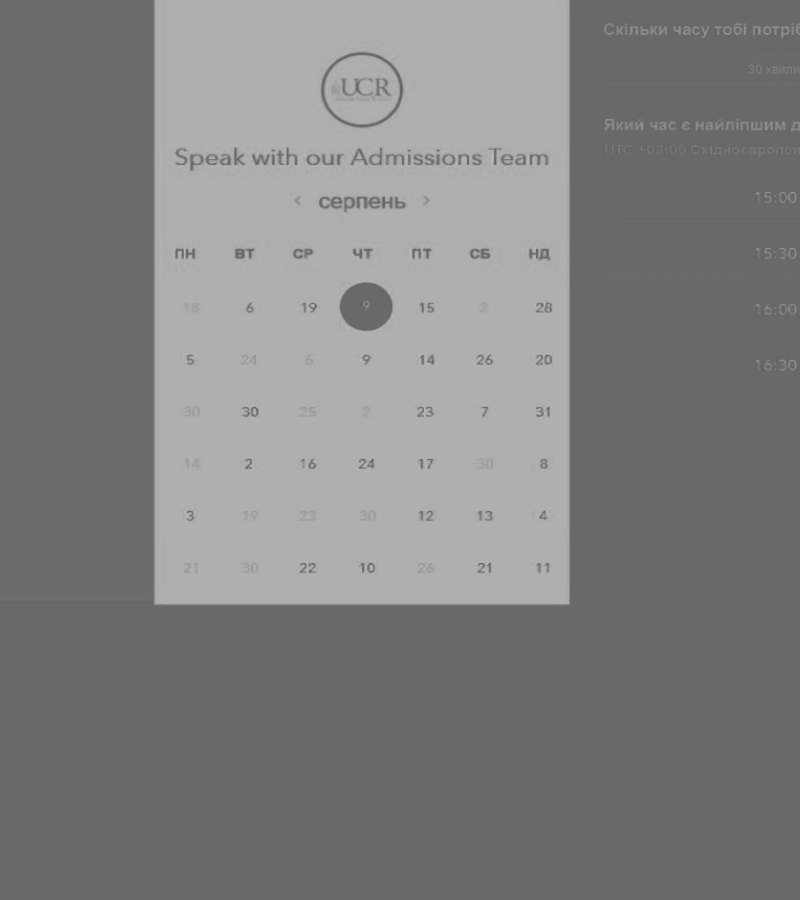 UCR
Speak with our Admissions Team
< серпень >
ПН ВТ СР ЧТ ПТ СБ НД
18 6 19 9 15 2 28
5 24 6 9 14 26 20
30 30 25 2 23 7 31
14 2 16 24 17 30 8
3 19 23 30 12 13 4
21 30 22 10 26 21 11
Скільки часу тобі потріб
30 хвили
Який час є найліпшим д
UTC +03:00 Східноєвропей
15:00
15:30
16:00
16:30